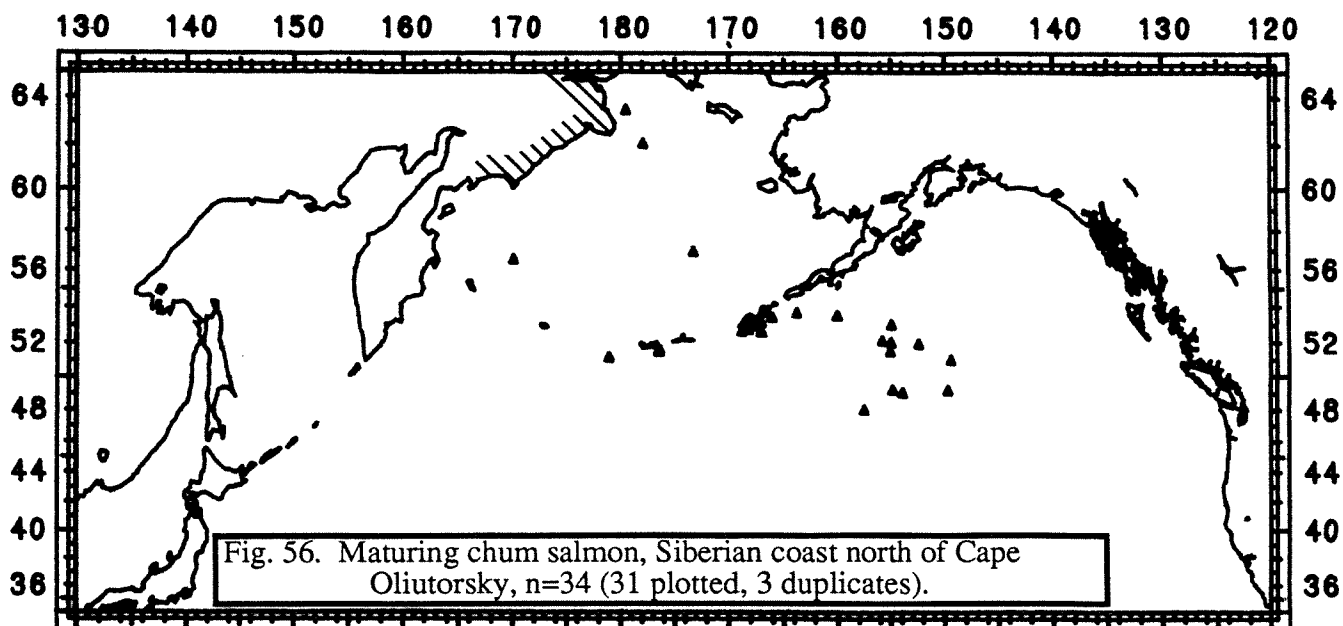 130 140 150 160 170 180 170 160 150 140 130 120
64 64
60 60
56 56
52 52
48 48
44 44
40 40
Fig. 56. Maturing chum salmon, Siberian coast north of Cape
36 36
Oliutorsky, n=34 (31 plotted, 3 duplicates).